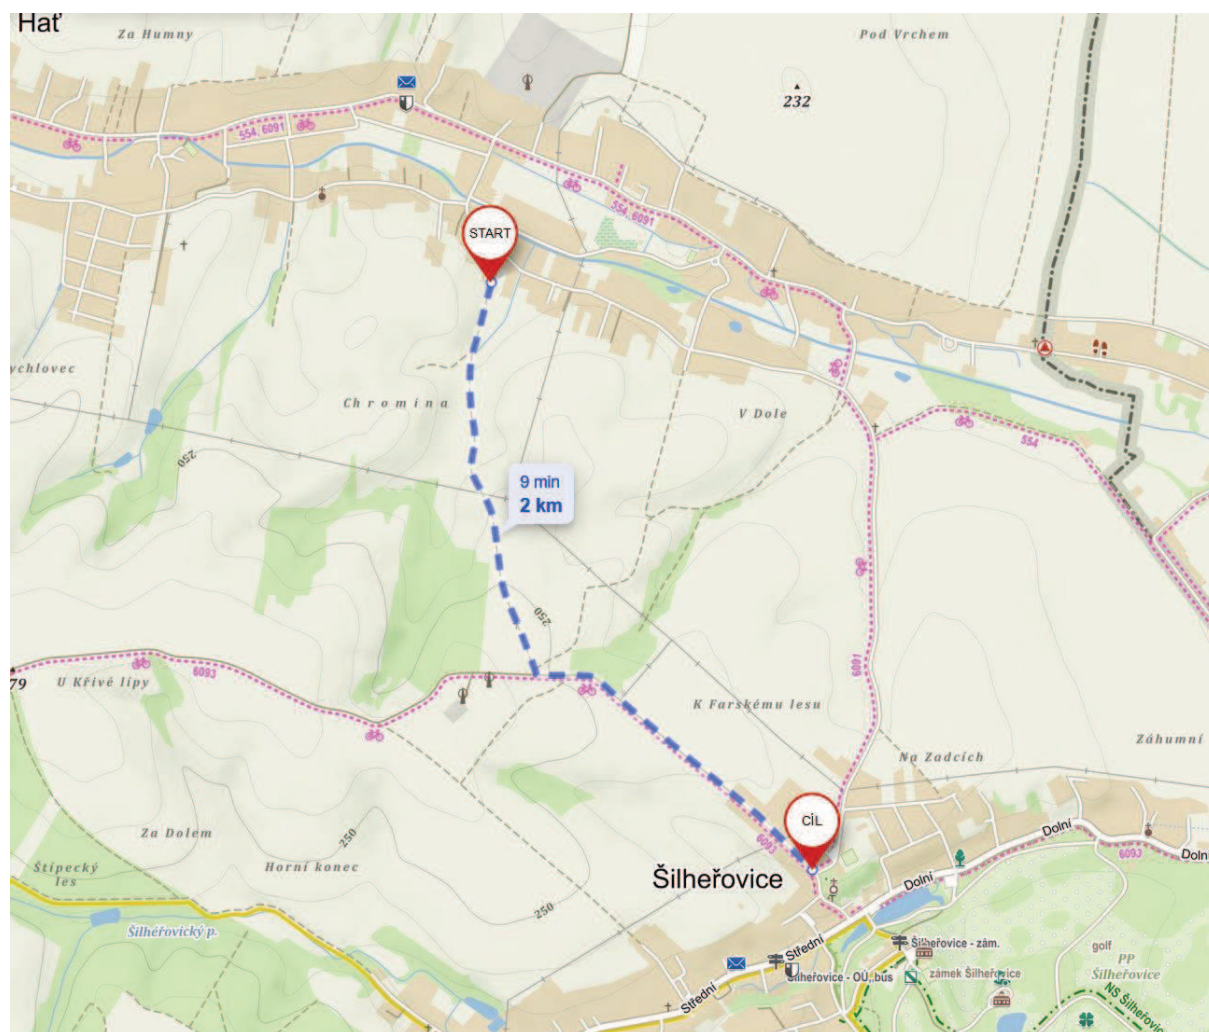 Hať
Za Humny
Pod Vrchem
232
554, 6091
554, 6091
START
ychlovec
Chromina
V Dole
554
250
9 min
2 km
6091
250
79
U Křivé lípy
6093
K Farskému lesu
Záhumní
Na Zadcích
CÍL
Za Dolem
250
6093
Dolní
Dolní
6093
Dolní
Štípecký
les
Horní konec
Šilheřovice
250
Šilhéřovický p.
Střední
Šilheřovice - zám.
golf
PP
Šilheřovice
Šilheřovice - OÚ, bus
zámek Šilheřovice
Střední
NS Šilheřovice